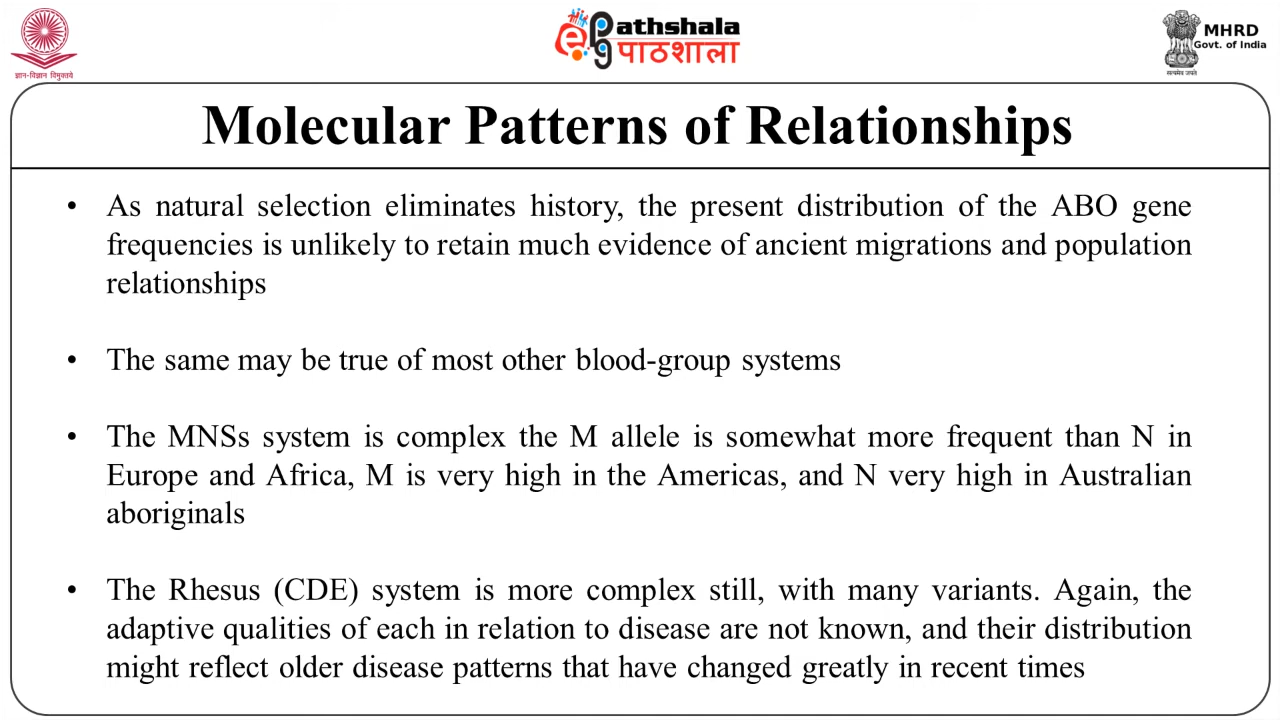 ज्ञान-विज्ञान विमुक्तये
ePathshala
पाठशाला
MHRD
Govt. of India
सत्यमेव जयते
Molecular Patterns of Relationships
• As natural selection eliminates history, the present distribution of the ABO gene
frequencies is unlikely to retain much evidence of ancient migrations and population
relationships
• The same may be true of most other blood-group systems
• The MNSs system is complex the M allele is somewhat more frequent than N in
Europe and Africa, M is very high in the Americas, and N very high in Australian
aboriginals
• The Rhesus (CDE) system is more complex still, with many variants. Again, the
adaptive qualities of each in relation to disease are not known, and their distribution
might reflect older disease patterns that have changed greatly in recent times